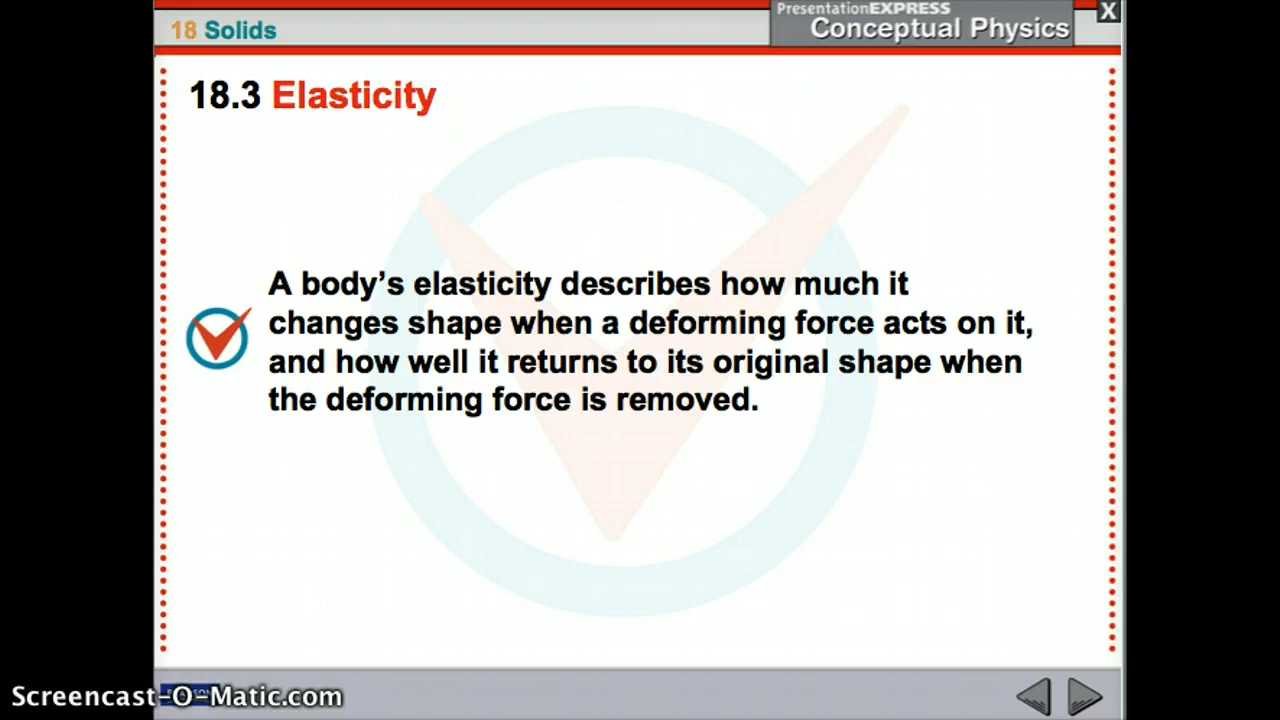 PresentationEXPRESS
X
18 Solids
Conceptual Physics
18.3 Elasticity
A body’s elasticity describes how much it
changes shape when a deforming force acts on it,
and how well it returns to its original shape when
the deforming force is removed.
Screencast-O-Matic.com